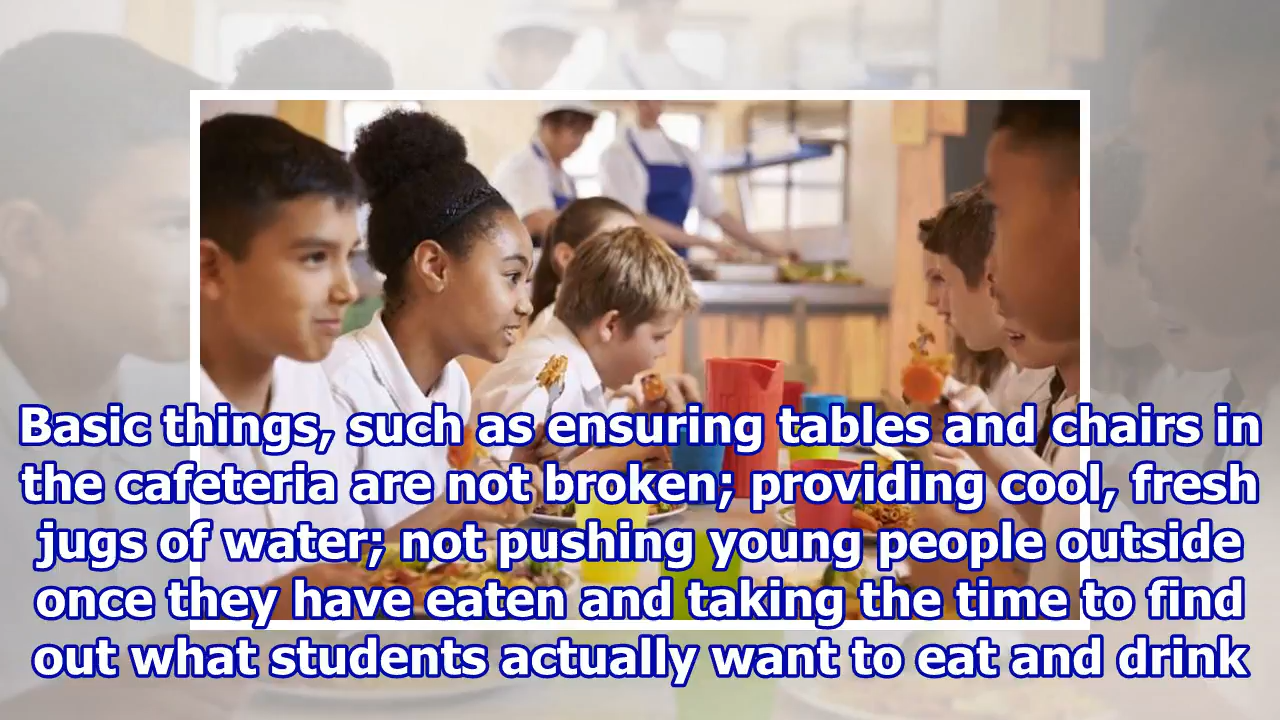 Basic things, such as ensuring tables and chairs in
the cafeteria are not broken; providing cool, fresh
jugs of water; not pushing young people outside
once they have eaten and taking the time to find
out what students actually want to eat and drink